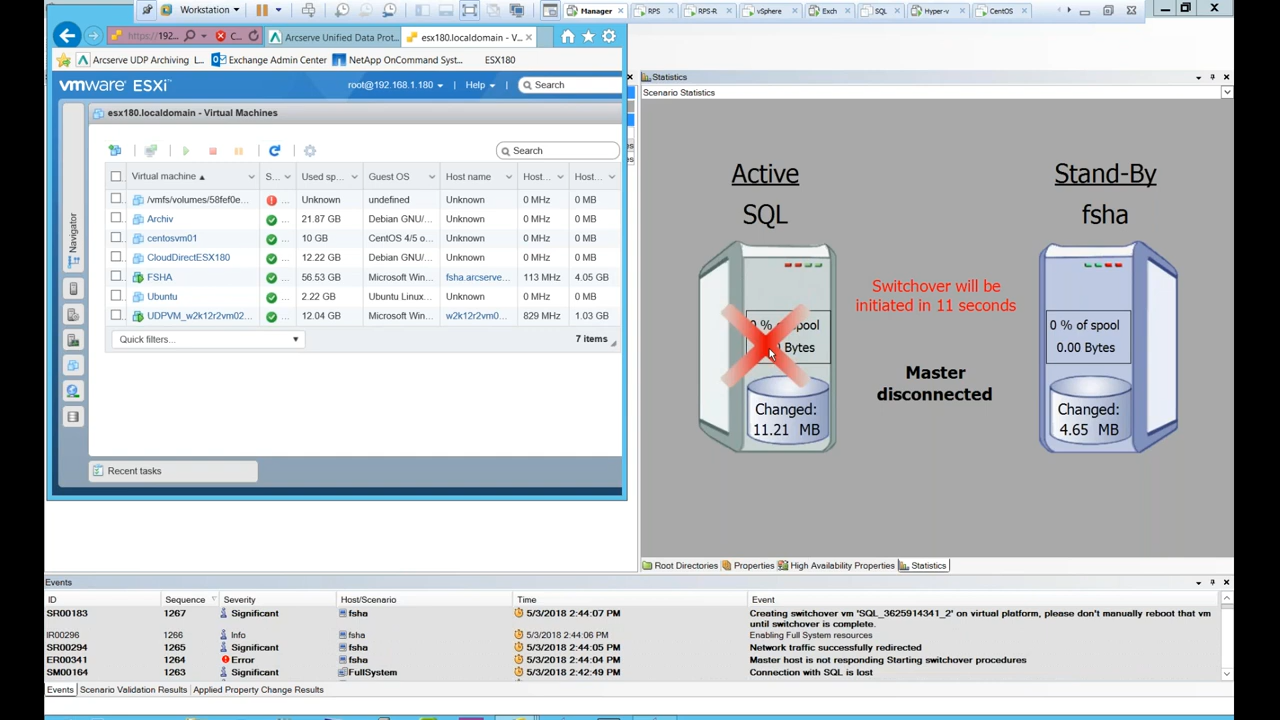 Workstation
Manager
RPS
RPS-R
vSphere
Exch
SQL
Hyper-v
CentOS
https://192...
C...
Arcserve Unified Data Prot...
esx180.localdomain - V...
Arcserve UDP Archiving L...
Exchange Admin Center
NetApp OnCommand Syst...
ESX180
vmware ESXi
root@192.168.1.180
Help
Search
esx180.localdomain - Virtual Machines
Search
Virtual machine
S...
Used sp...
Guest OS
Host name
Host...
Host...
/vmfs/volumes/58fef0e... Unknown undefined Unknown 0 MHz 0 MB
Archiv ... 21.87 GB Debian GNU/... Unknown 0 MHz 0 MB
centosvm01 ... 10 GB CentOS 4/5 o... Unknown 0 MHz 0 MB
CloudDirectESX180 ... 12.22 GB Debian GNU/... Unknown 0 MHz 0 MB
FSHA ... 56.53 GB Microsoft Win... fsha.arcserve... 113 MHz 4.05 GB
Ubuntu ... 2.22 GB Ubuntu Linux... Unknown 0 MHz 0 MB
UDPVM_w2k12r2vm02... ... 12.04 GB Microsoft Win... w2k12r2vm0... 829 MHz 1.03 GB
Quick filters...
7 items
Navigator
Recent tasks
Statistics
Scenario Statistics
Active
SQL
0 % of spool
Bytes
Changed:
11.21 MB
Switchover will be
initiated in 11 seconds
Master
disconnected
Stand-By
fsha
0 % of spool
0.00 Bytes
Changed:
4.65 MB
Root Directories
Properties
High Availability Properties
Statistics
Events
ID Sequence Severity Host/Scenario Time Event
SR00183 1267 Significant fsha 5/3/2018 2:44:07 PM Creating switchover vm 'SQL_3625914341_2' on virtual platform, please don't manually reboot that vm
until switchover is complete.
IR00296 1266 Info fsha 5/3/2018 2:44:06 PM Enabling Full System resources
SR00294 1265 Significant fsha 5/3/2018 2:44:05 PM Network traffic successfully redirected
ER00341 1264 Error fsha 5/3/2018 2:44:04 PM Master host is not responding Starting switchover procedures
SM00164 1263 Significant FullSystem 5/3/2018 2:42:49 PM Connection with SQL is lost
Events
Scenario Validation Results
Applied Property Change Results